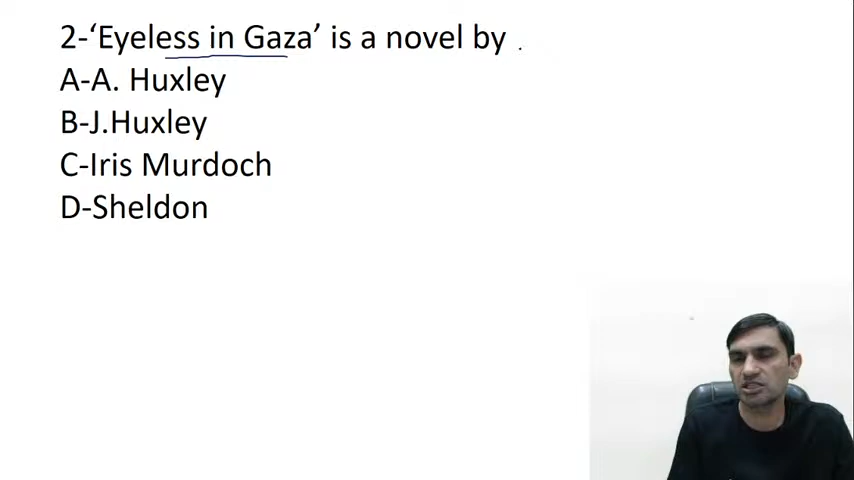 2-‘Eyeless in Gaza’ is a novel by .
A-A. Huxley
B-J.Huxley
C-Iris Murdoch
D-Sheldon